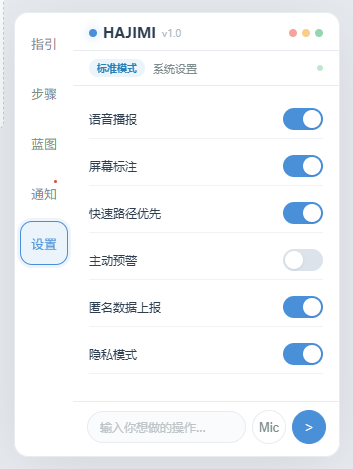 HAJIMI v1.0
标准模式 系统设置
指引
步骤
蓝图
通知
设置
语音播报
屏幕标注
快速路径优先
主动预警
匿名数据上报
隐私模式
输入你想做的操作... Mic >